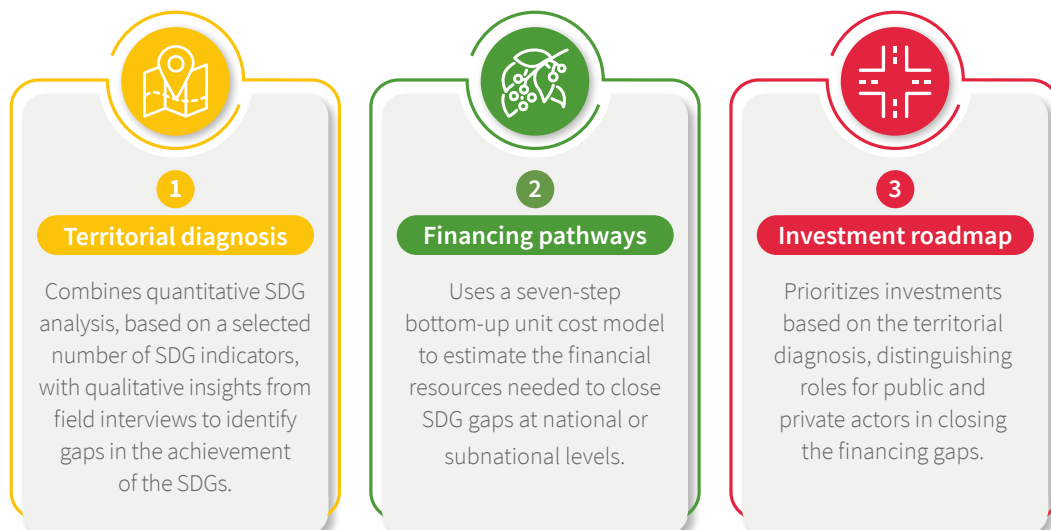 1
Territorial diagnosis
Combines quantitative SDG
analysis, based on a selected
number of SDG indicators,
with qualitative insights from
field interviews to identify
gaps in the achievement
of the SDGs.
2
Financing pathways
Uses a seven-step
bottom-up unit cost model
to estimate the financial
resources needed to close
SDG gaps at national or
subnational levels.
3
Investment roadmap
Prioritizes investments
based on the territorial
diagnosis, distinguishing
roles for public and
private actors in closing
the financing gaps.